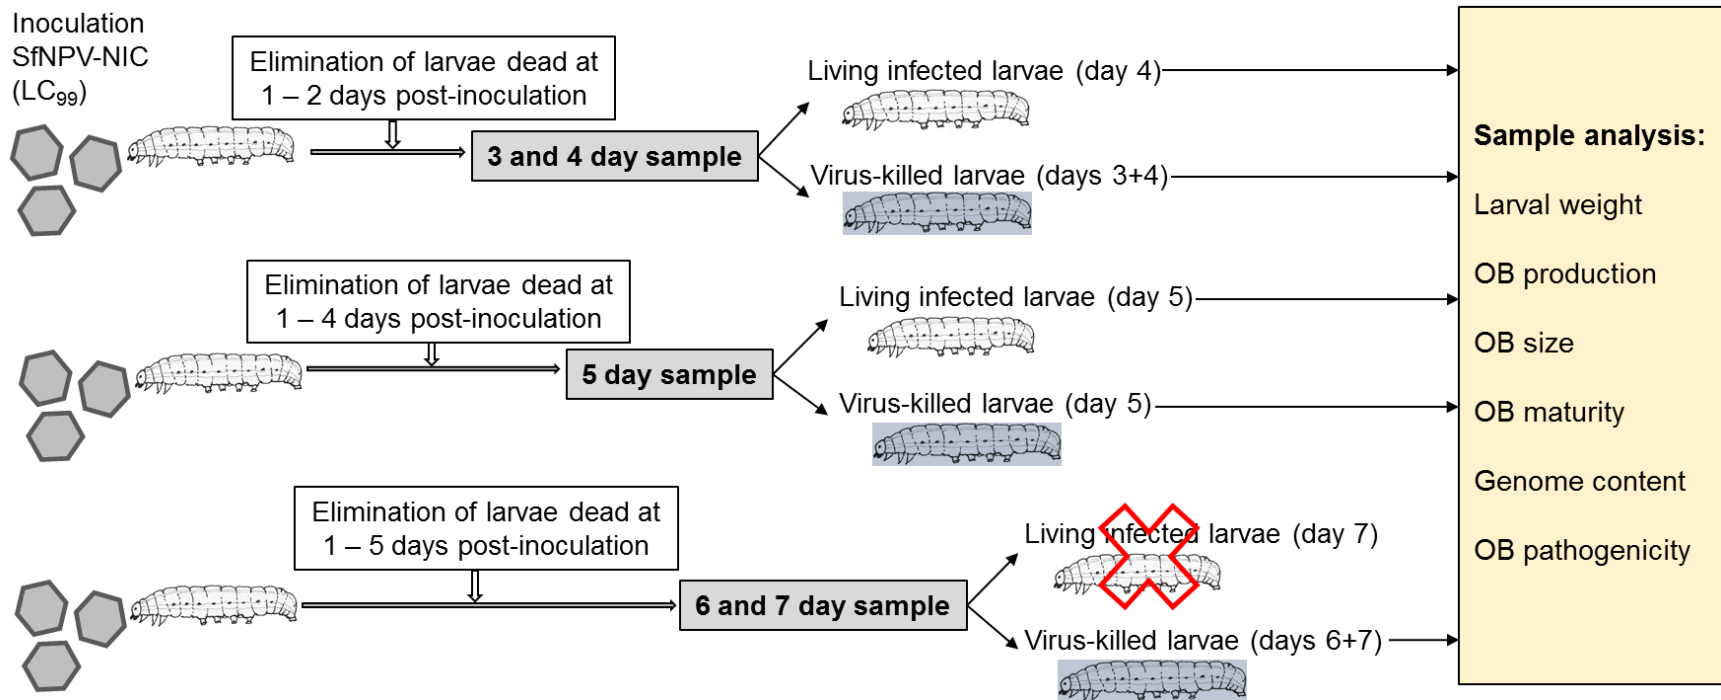 Inoculation
SfNPV-NIC
(LC99)
Elimination of larvae dead at
1 – 2 days post-inoculation
3 and 4 day sample
Living infected larvae (day 4)
Virus-killed larvae (days 3+4)
Elimination of larvae dead at
1 – 4 days post-inoculation
5 day sample
Living infected larvae (day 5)
Virus-killed larvae (day 5)
Elimination of larvae dead at
1 – 5 days post-inoculation
6 and 7 day sample
Living infected larvae (day 7)
Virus-killed larvae (days 6+7)
Sample analysis:
Larval weight
OB production
OB size
OB maturity
Genome content
OB pathogenicity